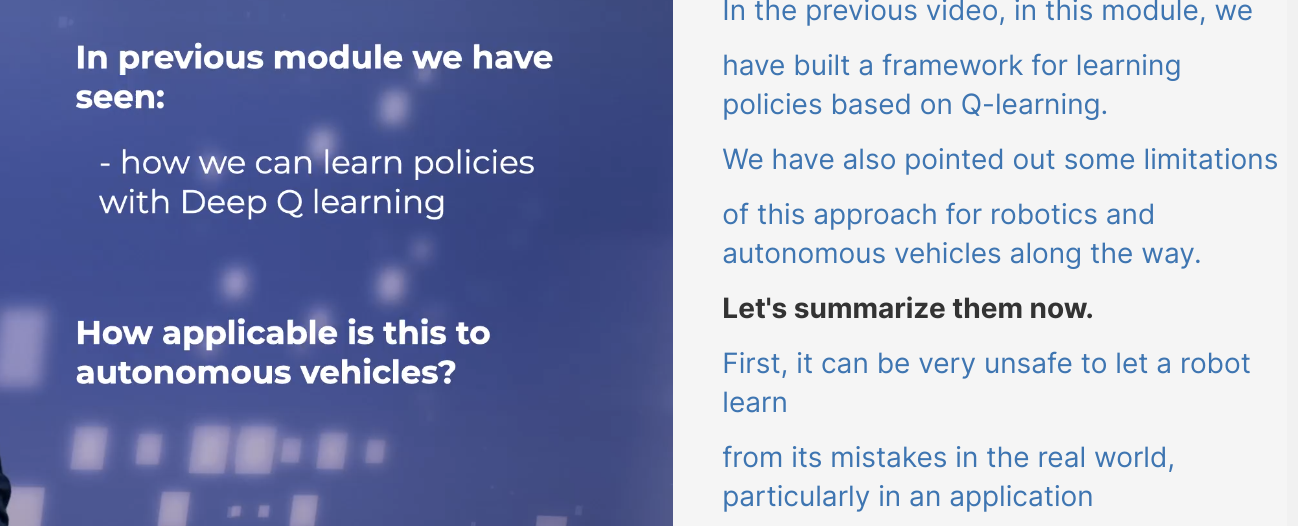 In previous module we have
seen:
- how we can learn policies
with Deep Q learning
How applicable is this to
autonomous vehicles?
In the previous video, in this module, we
have built a framework for learning
policies based on Q-learning.
We have also pointed out some limitations
of this approach for robotics and
autonomous vehicles along the way.
Let's summarize them now.
First, it can be very unsafe to let a robot
learn
from its mistakes in the real world,
particularly in an application